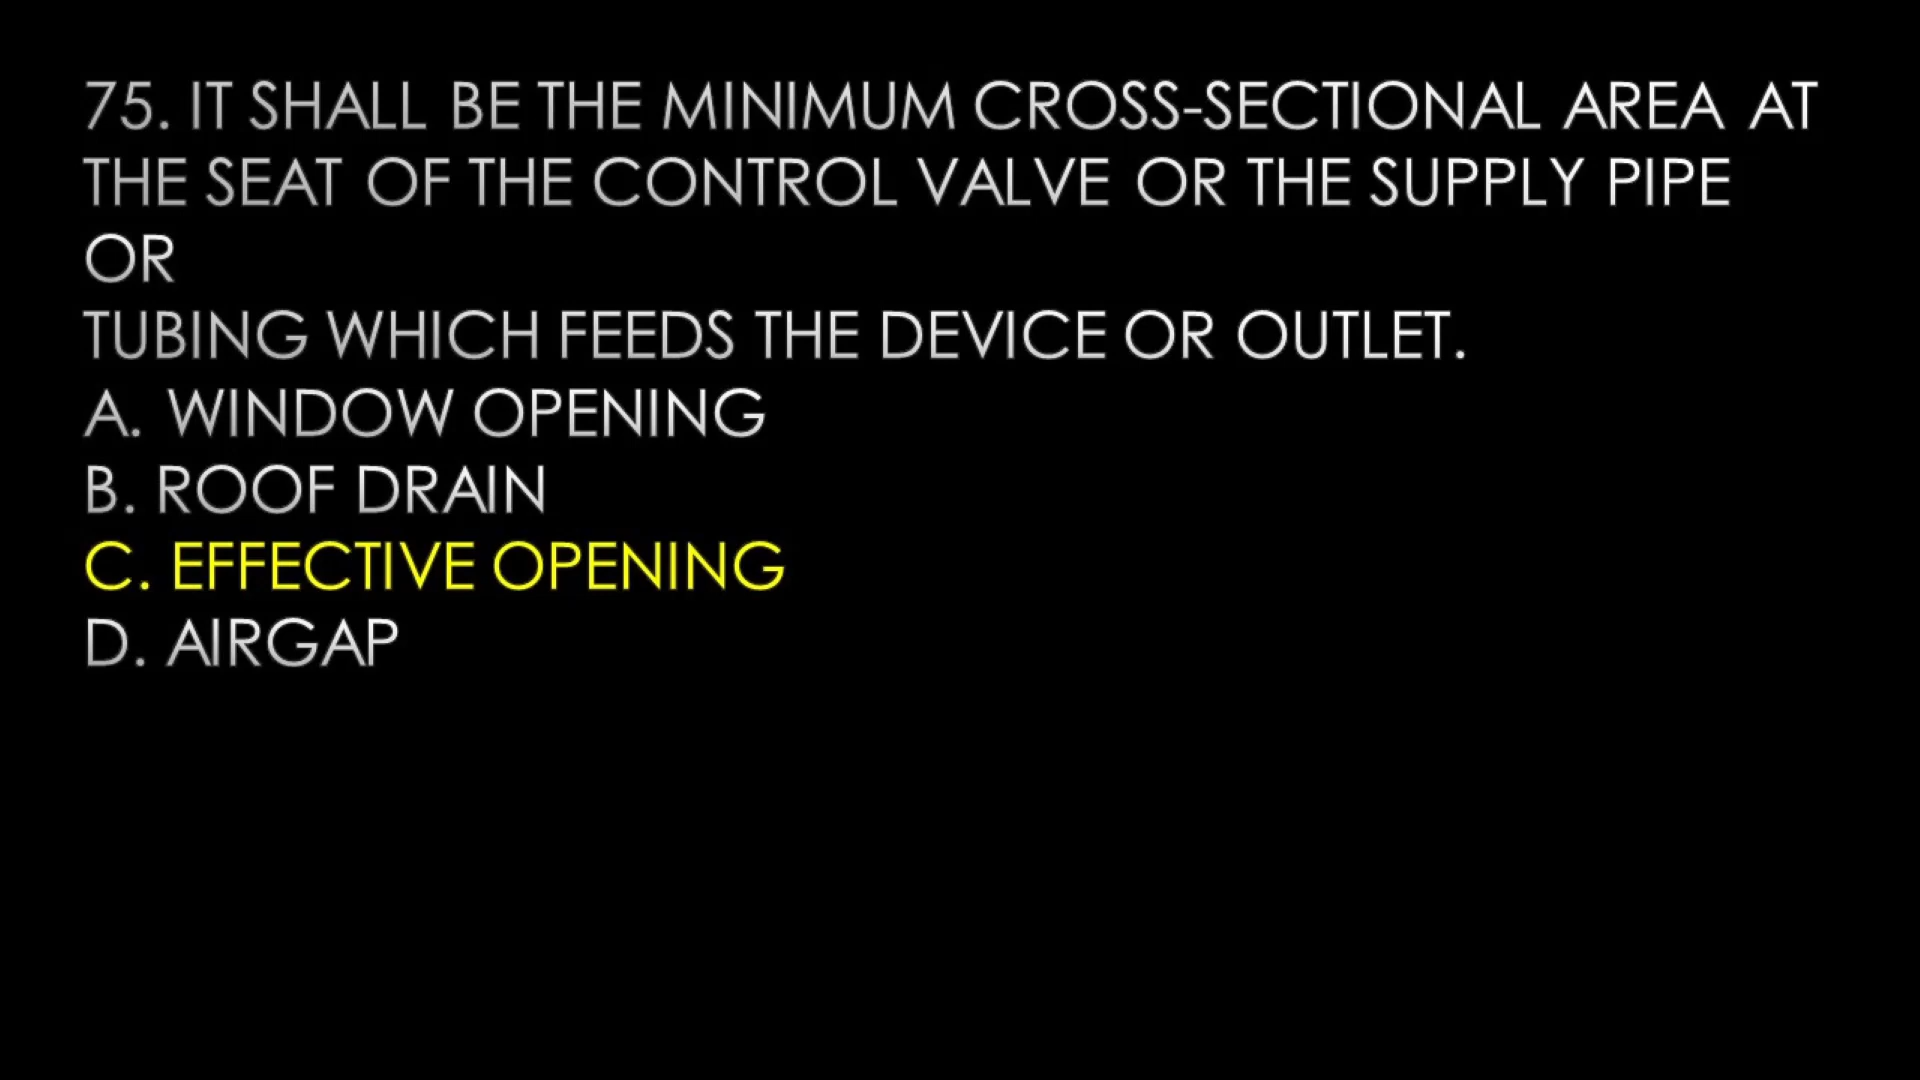 75. IT SHALL BE THE MINIMUM CROSS-SECTIONAL AREA AT
THE SEAT OF THE CONTROL VALVE OR THE SUPPLY PIPE
OR
TUBING WHICH FEEDS THE DEVICE OR OUTLET.
A. WINDOW OPENING
B. ROOF DRAIN
C. EFFECTIVE OPENING
D. AIRGAP